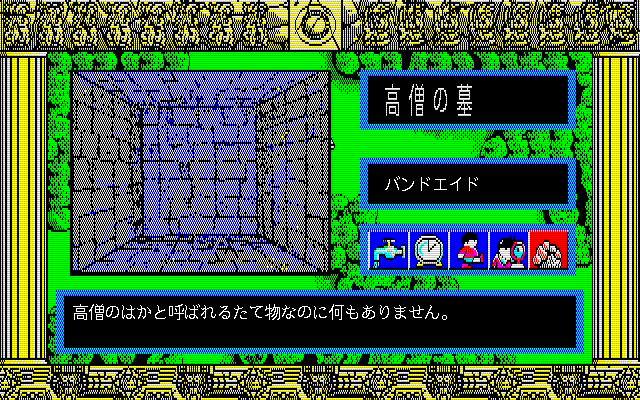 高僧の墓
バンドエイド
高僧のはかと呼ばれるたて物なのに何もありません。